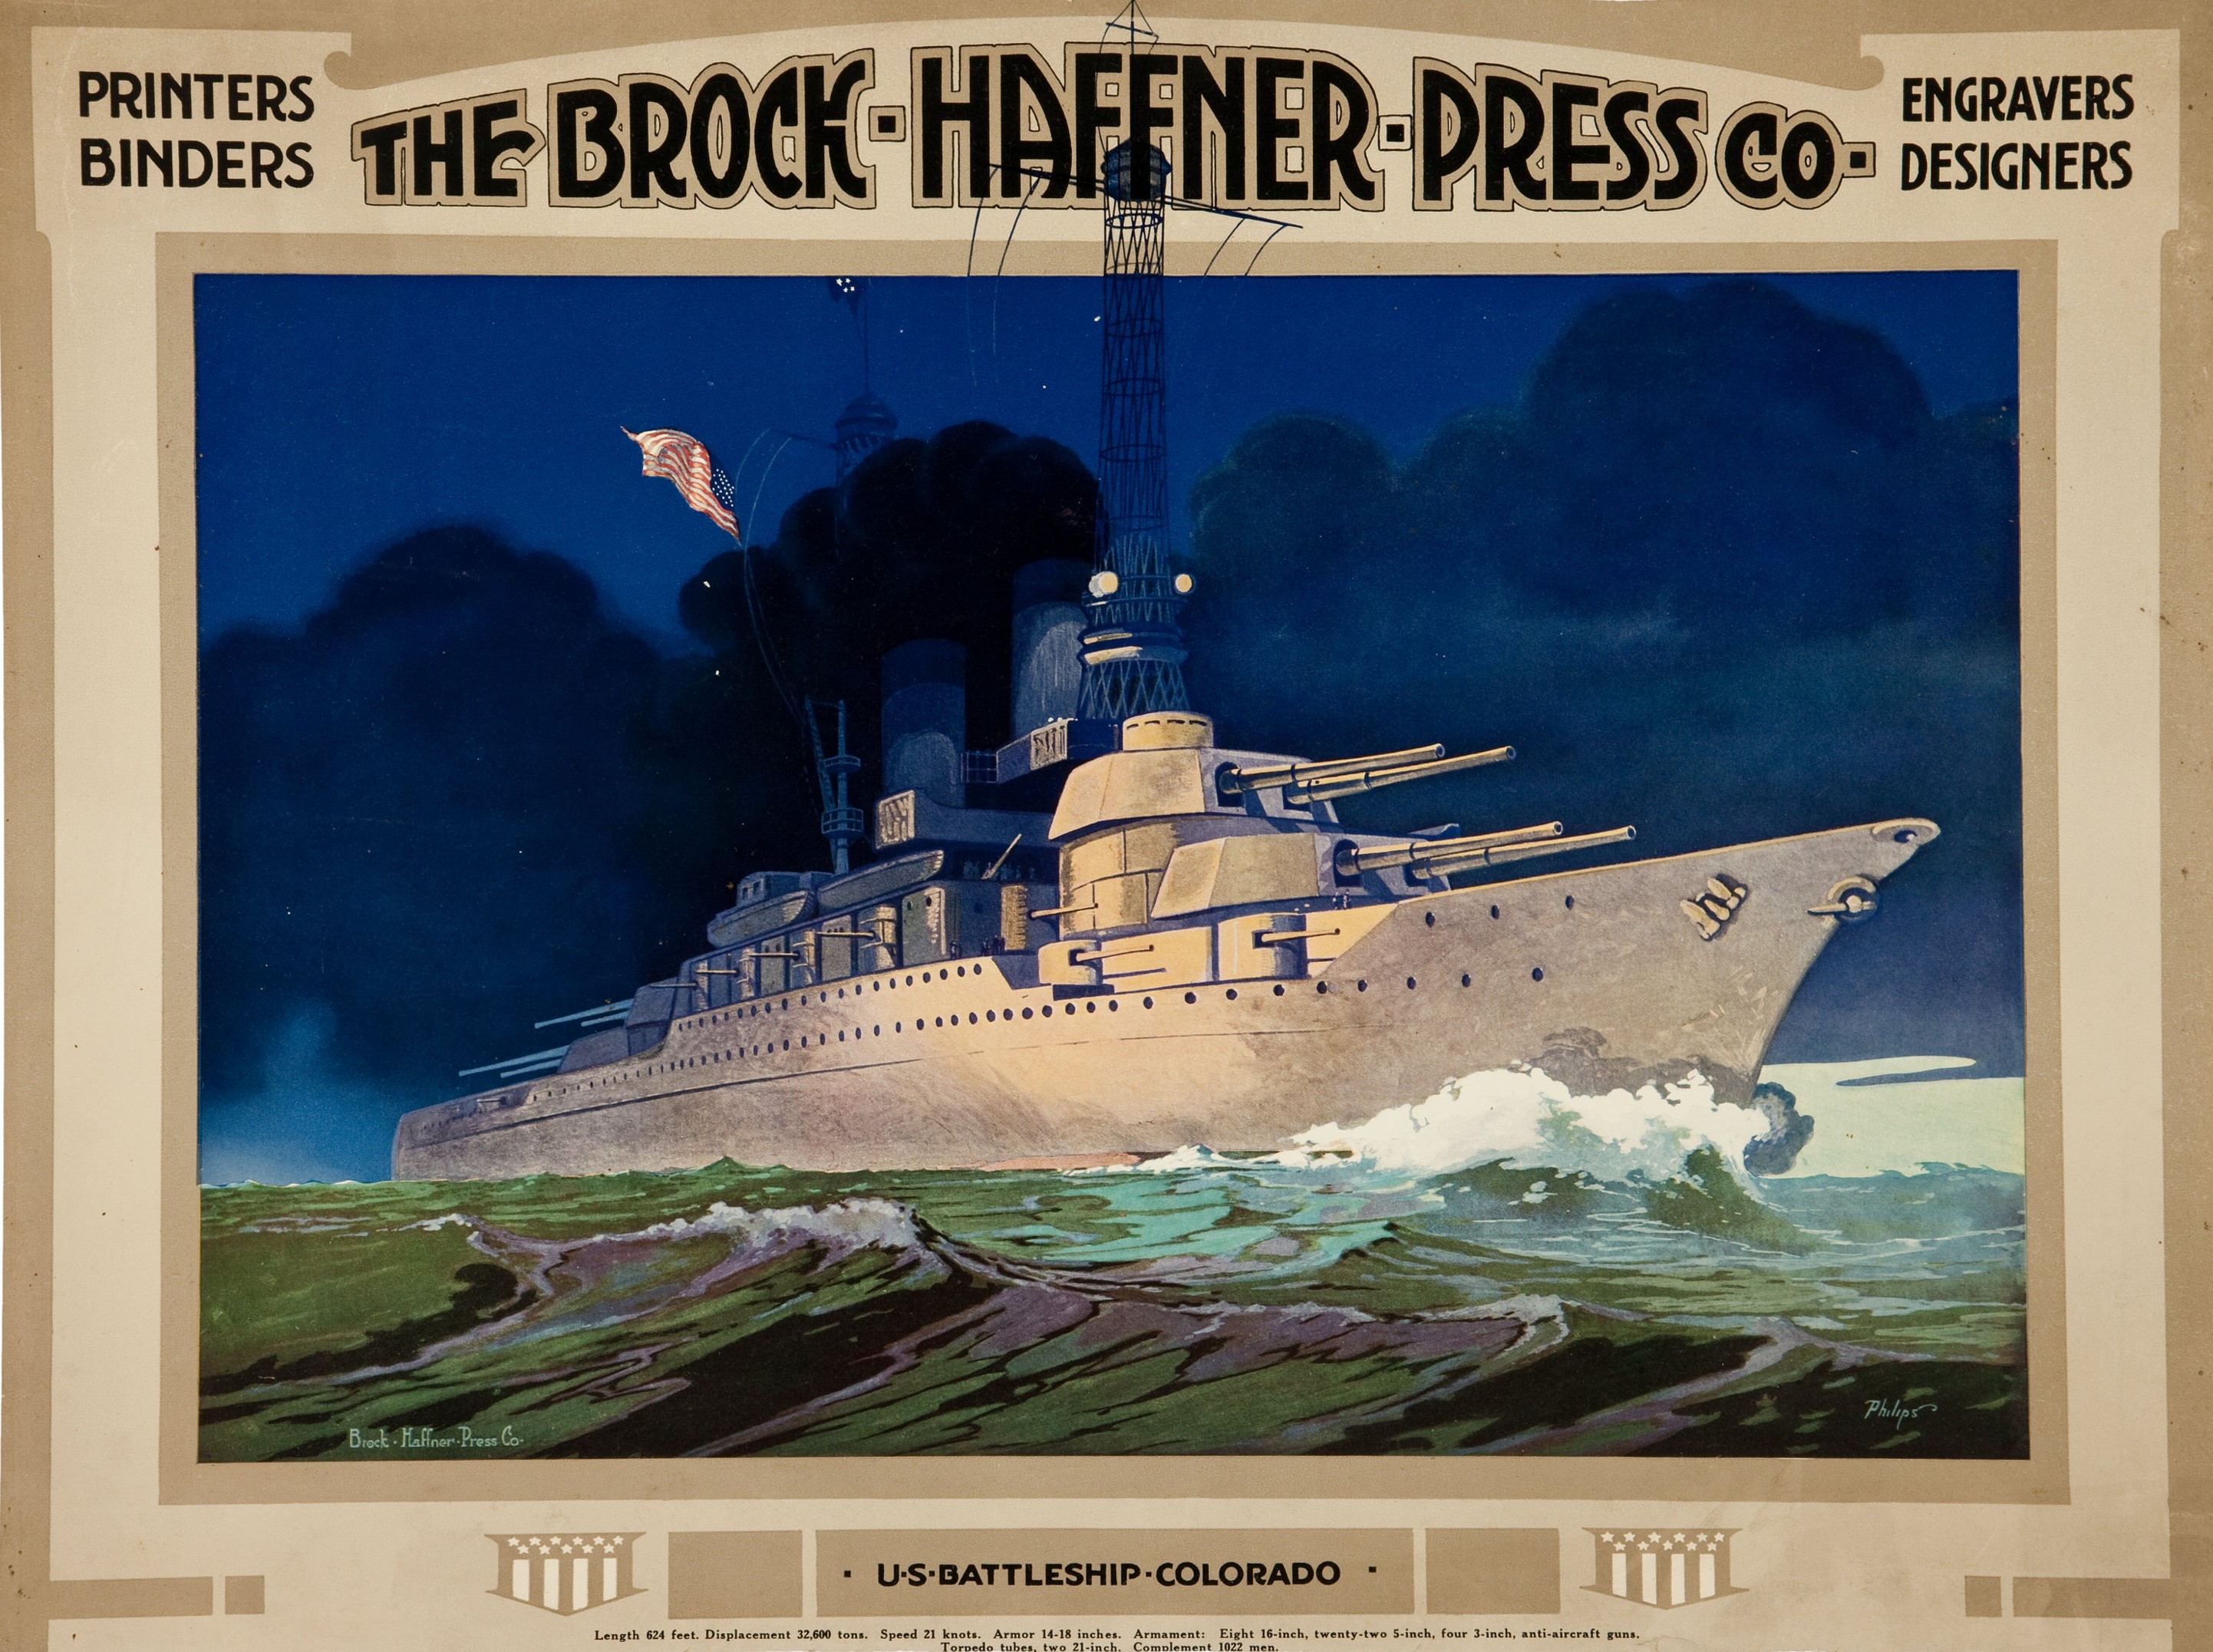 PRINTERS
BINDERS
THE BROCK · HAFFNER · PRESS CO ·
ENGRAVERS
DESIGNERS
Brock · Haffner · Press Co ·
Philips
· U·S·BATTLESHIP·COLORADO ·
Length 624 feet. Displacement 32,600 tons. Speed 21 knots. Armor 14-18 inches. Armament: Eight 16-inch, twenty-two 5-inch, four 3-inch, anti-aircraft guns.
Torpedo tubes, two 21-inch. Complement 1022 men.